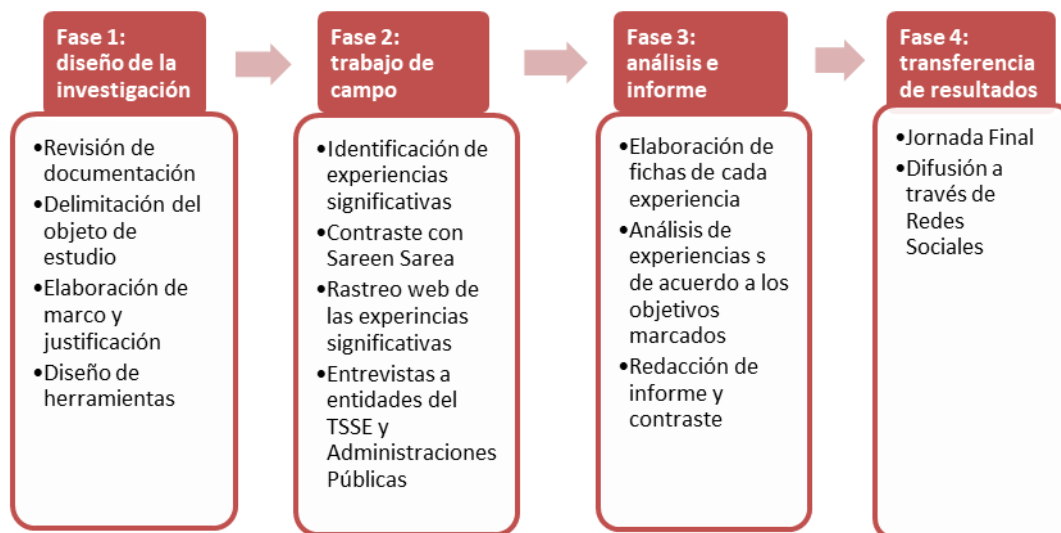 Fase 1:
diseño de la
investigación
•Revisión de
documentación
•Delimitación del
objeto de
estudio
•Elaboración de
marco y
justificación
•Diseño de
herramientas
Fase 2:
trabajo de
campo
•Identificación de
experiencias
significativas
•Contraste con
Sareen Sarea
•Rastreo web de
las experincias
significativas
•Entrevistas a
entidades del
TSSE y
Administraciones
Públicas
Fase 3:
análisis e
informe
•Elaboración de
fichas de cada
experiencia
•Análisis de
experiencias s
de acuerdo a los
objetivos
marcados
•Redacción de
informe y
contraste
Fase 4:
transferencia
de resultados
•Jornada Final
•Difusión a
través de
Redes
Sociales